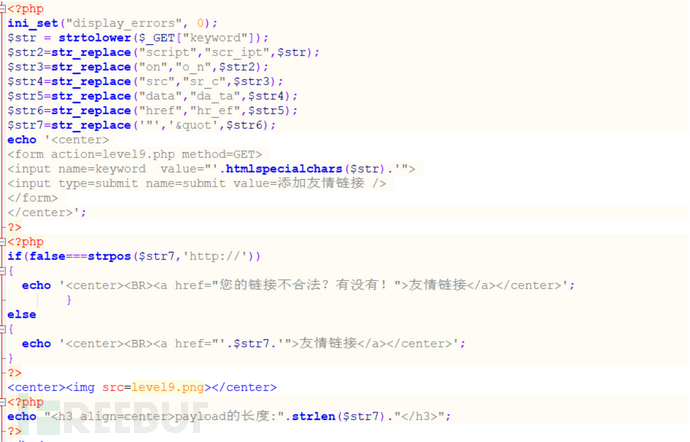 <?php
ini_set("display_errors", 0);
$str = strtolower($_GET["keyword"]);
$str2=str_replace("script","scr_ipt",$str);
$str3=str_replace("on","o_n",$str2);
$str4=str_replace("src","sr_c",$str3);
$str5=str_replace("data","da_ta",$str4);
$str6=str_replace("href","hr_ef",$str5);
$str7=str_replace('"','&quot',$str6);
echo '<center>
<form action=level9.php method=GET>
<input name=keyword  value="'.htmlspecialchars($str).'">
<input type=submit name=submit value=添加友情链接 />
</form>
</center>';
?>
<?php
if(false===strpos($str7,'http://'))
{
  echo '<center><BR><a href="您的链接不合法？有没有！">友情链接</a></center>';
        }
else
{
  echo '<center><BR><a href="'.$str7.'">友情链接</a></center>';
}
?>
<center><img src=level9.png></center>
<?php
echo "<h3 align=center>payload的长度:".strlen($str7)."</h3>";
?>
REEBUF